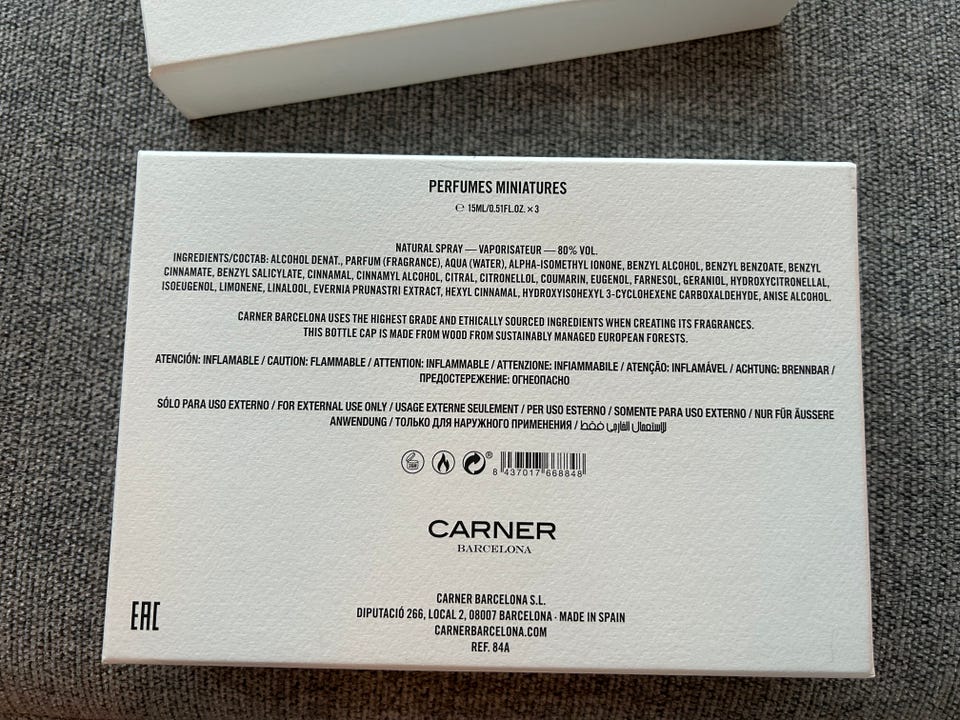 PERFUMES MINIATURES
℮ 15ML/0.51FL.OZ. × 3
NATURAL SPRAY — VAPORISATEUR — 80% VOL.
INGREDIENTS/СОСТАВ: ALCOHOL DENAT., PARFUM (FRAGRANCE), AQUA (WATER), ALPHA-ISOMETHYL IONONE, BENZYL ALCOHOL, BENZYL BENZOATE, BENZYL
CINNAMATE, BENZYL SALICYLATE, CINNAMAL, CINNAMYL ALCOHOL, CITRAL, CITRONELLOL, COUMARIN, EUGENOL, FARNESOL, GERANIOL, HYDROXYCITRONELLAL,
ISOEUGENOL, LIMONENE, LINALOOL, EVERNIA PRUNASTRI EXTRACT, HEXYL CINNAMAL, HYDROXYISOHEXYL 3-CYCLOHEXENE CARBOXALDEHYDE, ANISE ALCOHOL.
CARNER BARCELONA USES THE HIGHEST GRADE AND ETHICALLY SOURCED INGREDIENTS WHEN CREATING ITS FRAGRANCES.
THIS BOTTLE CAP IS MADE FROM WOOD FROM SUSTAINABLY MANAGED EUROPEAN FORESTS.
ATENCIÓN: INFLAMABLE / CAUTION: FLAMMABLE / ATTENTION: INFLAMMABLE / ATTENZIONE: INFIAMMABILE / ATENÇÃO: INFLAMÁVEL / ACHTUNG: BRENNBAR /
ПРЕДОСТЕРЕЖЕНИЕ: ОГНЕОПАСНО
SÓLO PARA USO EXTERNO / FOR EXTERNAL USE ONLY / USAGE EXTERNE SEULEMENT / PER USO ESTERNO / SOMENTE PARA USO EXTERNO / NUR FÜR ÄUSSERE
ANWENDUNG / ТОЛЬКО ДЛЯ НАРУЖНОГО ПРИМЕНЕНИЯ / للإستعمال الخارجي فقط
8 437017 668848
CARNER
BARCELONA
CARNER BARCELONA S.L.
DIPUTACIÓ 266, LOCAL 2, 08007 BARCELONA · MADE IN SPAIN
CARNERBARCELONA.COM
REF. 84A
EAC